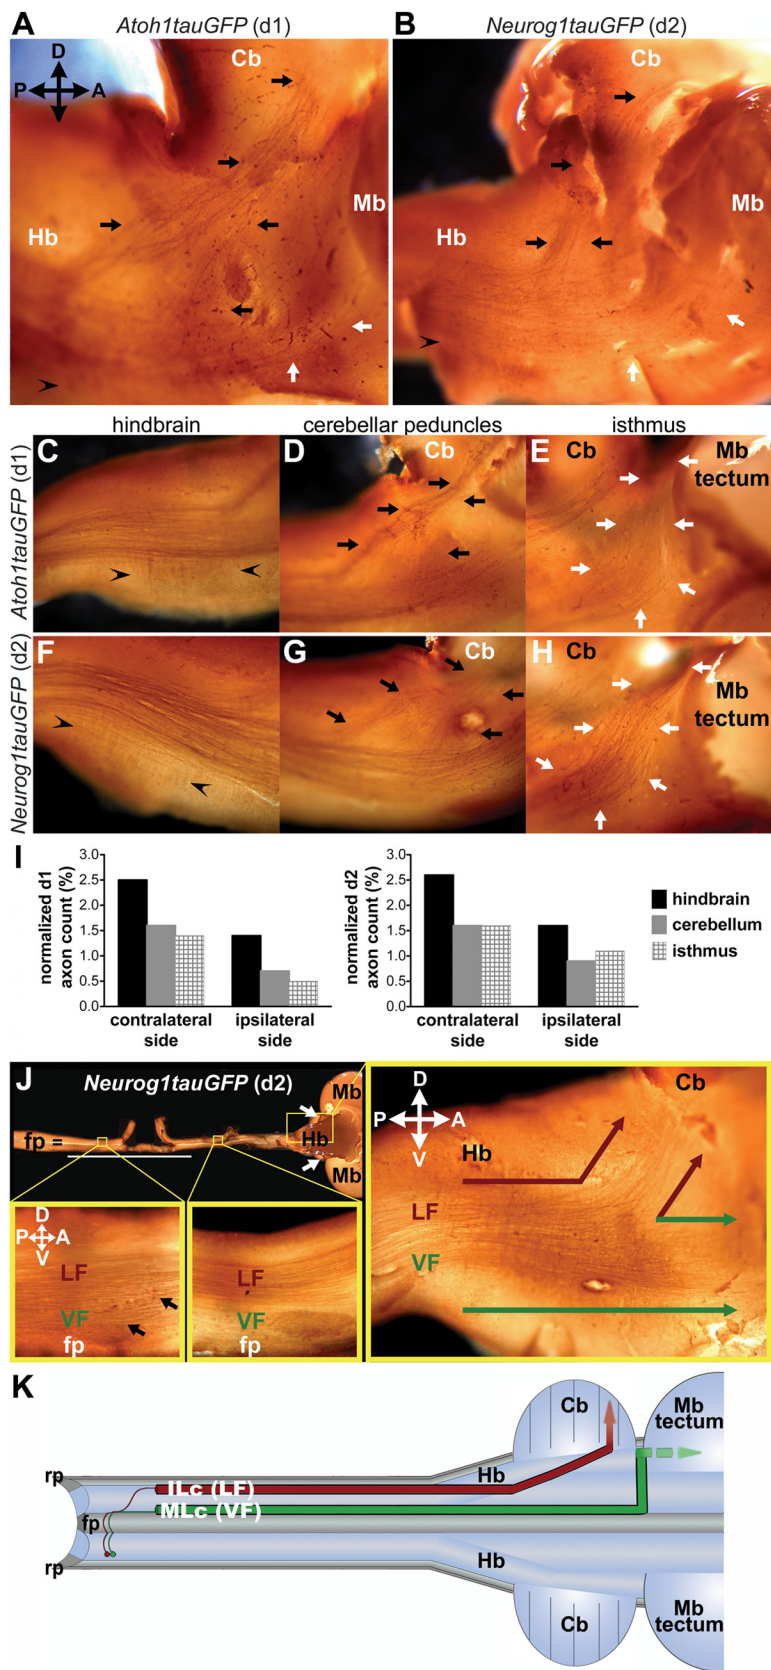 A
Atoh1tauGFP (d1)
B
Neurog1tauGFP (d2)
D
P
A
Cb
Hb
Mb
Cb
Hb
Mb
hindbrain
cerebellar peduncles
isthmus
Atoh1tauGFP (d1)
C
D
Cb
E
Cb
Mb
tectum
Neurog1tauGFP (d2)
F
G
Cb
H
Cb
Mb
tectum
I
normalized d1
axon count (%)
3.0
2.5
2.0
1.5
1.0
0.5
0.0
contralateral
side
ipsilateral
side
normalized d2
axon count (%)
3.0
2.5
2.0
1.5
1.0
0.5
0.0
contralateral
side
ipsilateral
side
hindbrain
cerebellum
isthmus
J
Neurog1tauGFP (d2)
Mb
fp =
Hb
Mb
D
P
A
V
LF
VF
fp
LF
VF
fp
D
P
A
V
Cb
Hb
LF
VF
K
Cb
Mb
tectum
rp
Hb
ILc (LF)
MLc (VF)
fp
rp
Hb
Cb
Mb
tectum